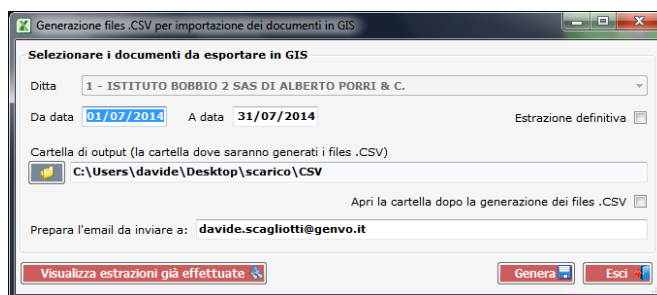 Generazione files .CSV per importazione dei documenti in GIS
Selezionare i documenti da esportare in GIS
Ditta 1 - ISTITUTO BOBBIO 2 SAS DI ALBERTO PORRI & C.
Da data 01/07/2014 A data 31/07/2014 Estrazione definitiva
Cartella di output (la cartella dove saranno generati i files .CSV)
C:\Users\davide\Desktop\scarico\CSV
Apri la cartella dopo la generazione dei files .CSV
Prepara l'email da inviare a: davide.scagliotti@genvo.it
Visualizza estrazioni già effettuate Genera Esci